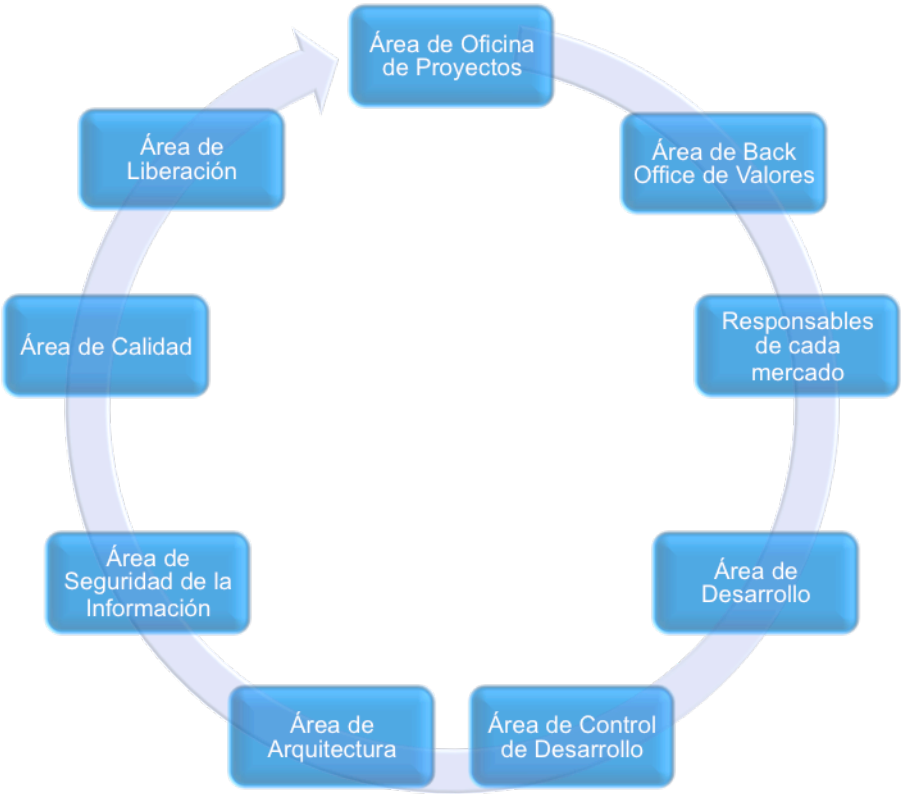 Área de Oficina
de Proyectos
Área de Back
Office de Valores
Responsables
de cada
mercado
Área de
Desarrollo
Área de Control
de Desarrollo
Área de
Arquitectura
Área de
Seguridad de la
Información
Área de Calidad
Área de
Liberación